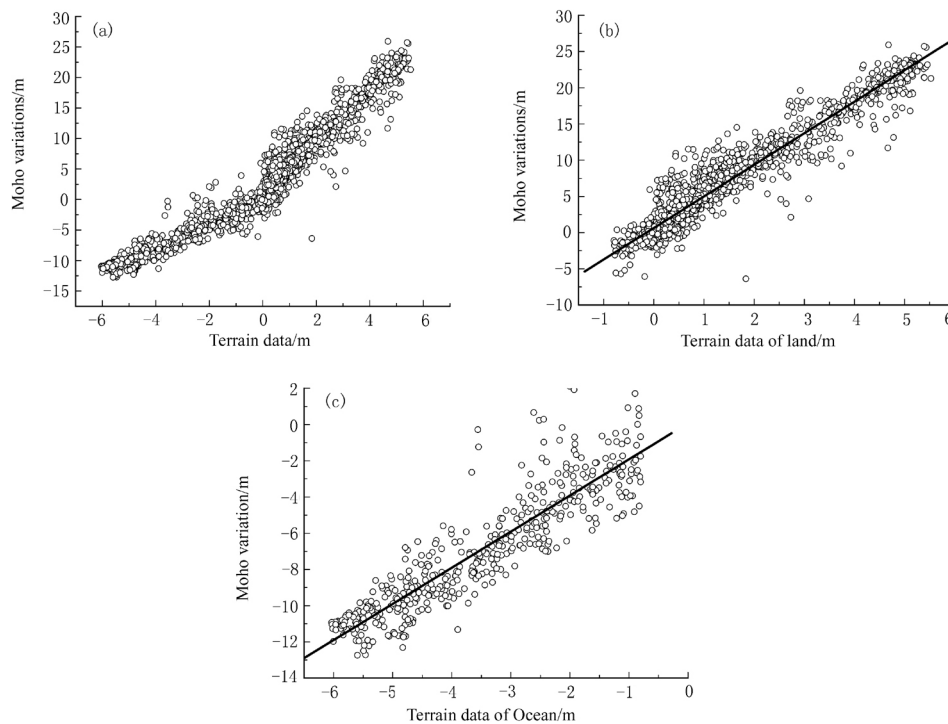 (a)
30
25
20
15
10
5
0
-5
-10
-15
Moho variations/m
-6 -4 -2 0 2 4 6
Terrain data/m
(b)
30
25
20
15
10
5
0
-5
-10
Moho variations/m
-1 0 1 2 3 4 5 6
Terrain data of land/m
(c)
2
0
-2
-4
-6
-8
-10
-12
-14
Moho variation/m
-6 -5 -4 -3 -2 -1 0
Terrain data of Ocean/m